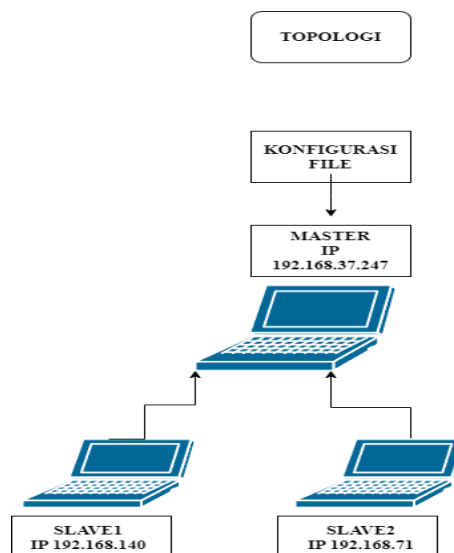 TOPOLOGI
KONFIGURASI
FILE
MASTER
IP
192.168.37.247
SLAVE1
IP 192.168.140
SLAVE2
IP 192.168.71